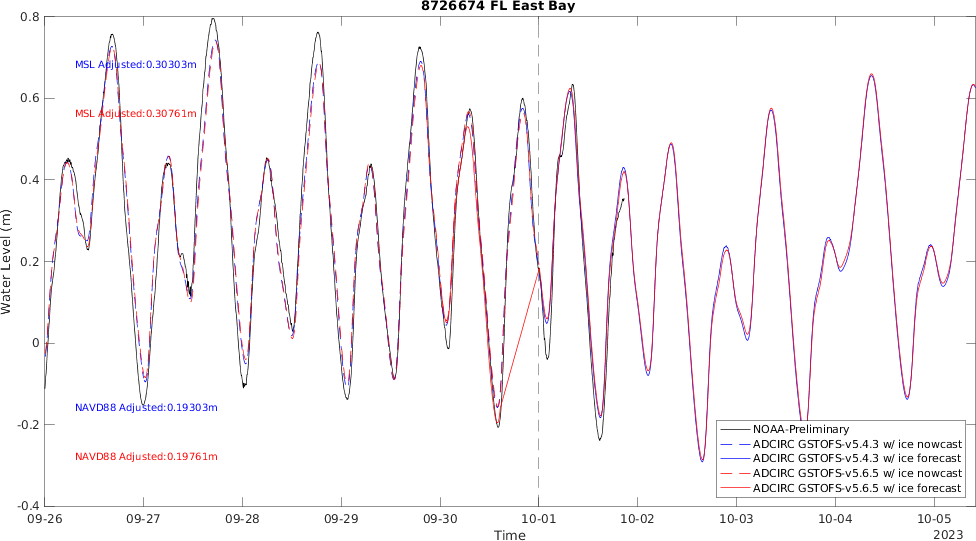 8726674 FL East Bay
0.8
0.6
0.4
0.2
0
-0.2
-0.4
Water Level (m)
MSL Adjusted:0.30303m
MSL Adjusted:0.30761m
NAVD88 Adjusted:0.19303m
NAVD88 Adjusted:0.19761m
NOAA-Preliminary
ADCIRC GSTOFS-v5.4.3 w/ ice nowcast
ADCIRC GSTOFS-v5.4.3 w/ ice forecast
ADCIRC GSTOFS-v5.6.5 w/ ice nowcast
ADCIRC GSTOFS-v5.6.5 w/ ice forecast
09-26 09-27 09-28 09-29 09-30 10-01 10-02 10-03 10-04 10-05
Time
2023